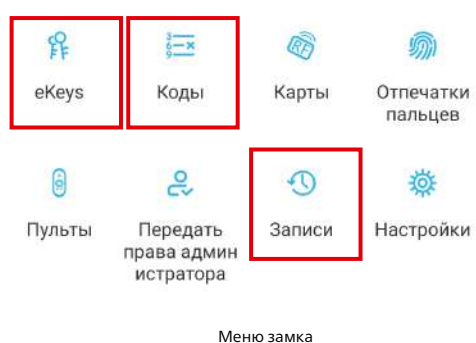 eKeys
Коды
Карты
Отпечатки
пальцев
Пульты
Передать
права админ
истратора
Записи
Настройки
Меню замка